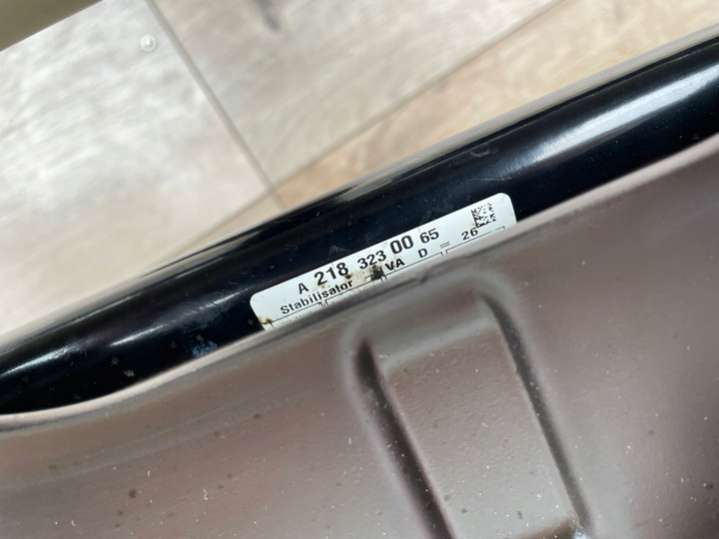 A 218 323 00 65
Stabilisator VA D = 26